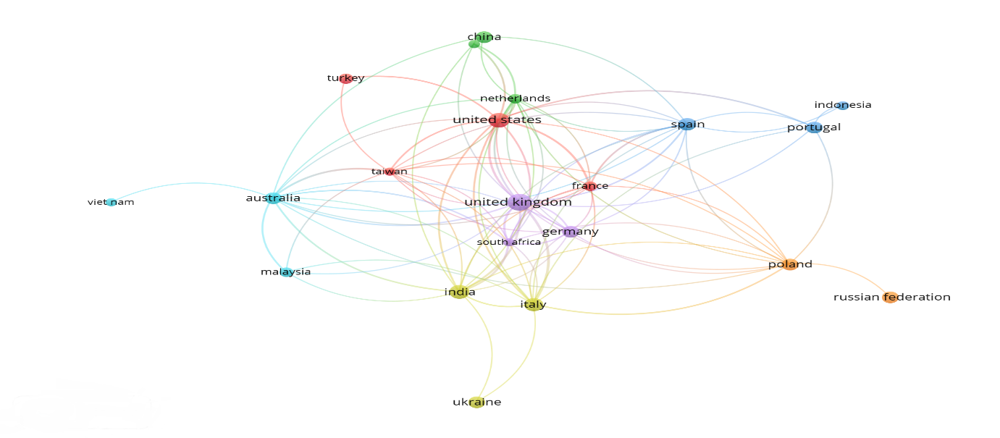 china
turkey
netherlands
indonesia
united states
spain
portugal
taiwan
france
australia
viet nam
united kingdom
germany
south africa
poland
malaysia
india
russian federation
italy
ukraine